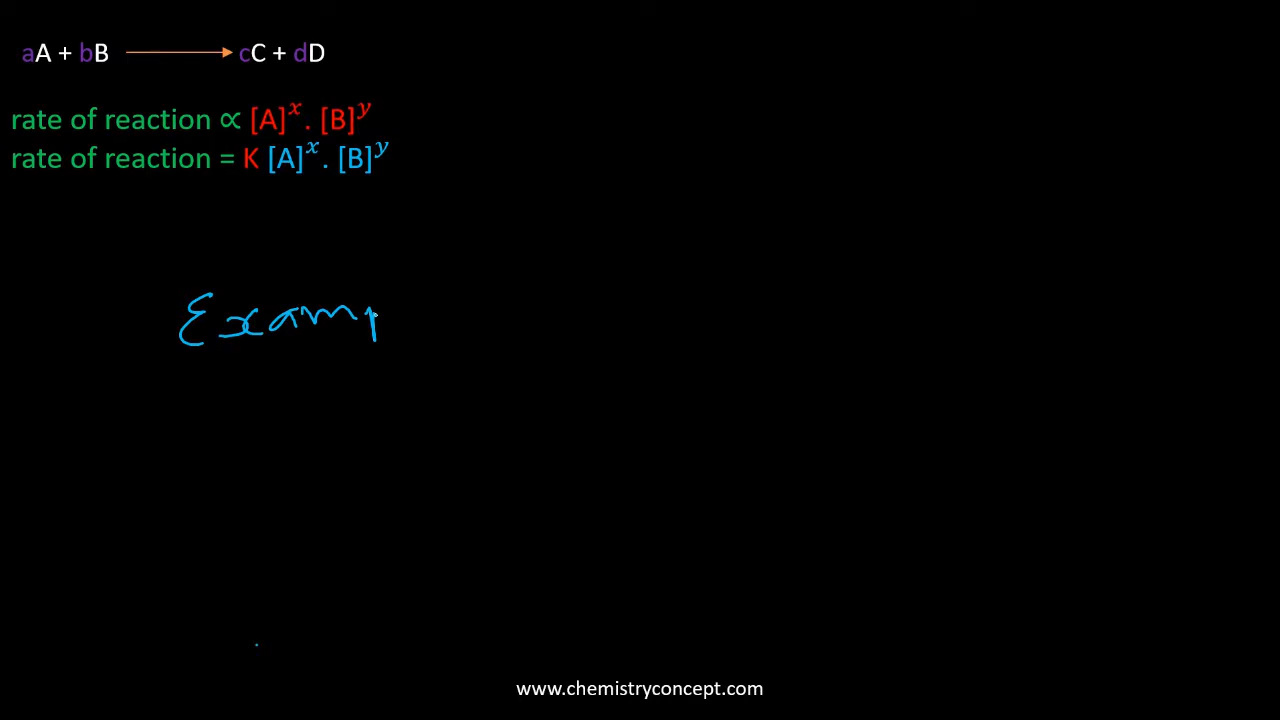 aA + bB ⟶ cC + dD
rate of reaction ∝ [A]^x . [B]^y
rate of reaction = K [A]^x . [B]^y
Examp
www.chemistryconcept.com